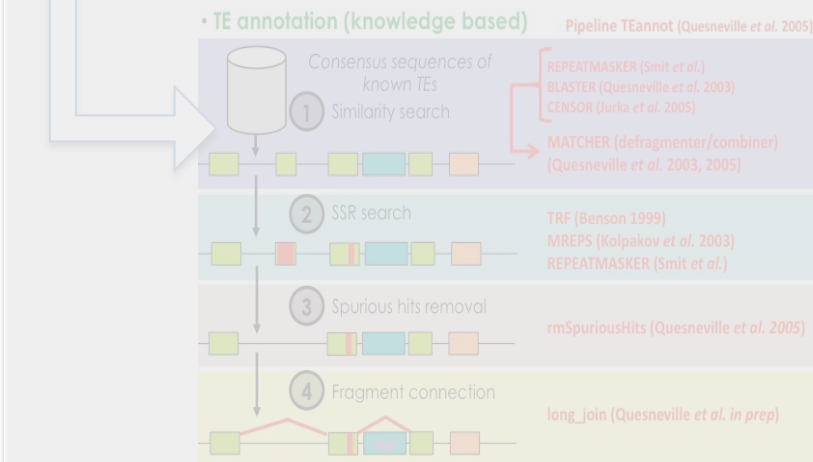 • TE annotation (knowledge based)
Pipeline TEannot (Quesneville et al. 2005)
Consensus sequences of
known TEs
1 Similarity search
REPEATMASKER (Smit et al.)
BLASTER (Quesneville et al. 2003)
CENSOR (Jurka et al. 2005)
MATCHER (defragmenter/combiner)
(Quesneville et al. 2003, 2005)
2 SSR search
TRF (Benson 1999)
MREPS (Kolpakov et al. 2003)
REPEATMASKER (Smit et al.)
3 Spurious hits removal
rmSpuriousHits (Quesneville et al. 2005)
4 Fragment connection
long_join (Quesneville et al. in prep)